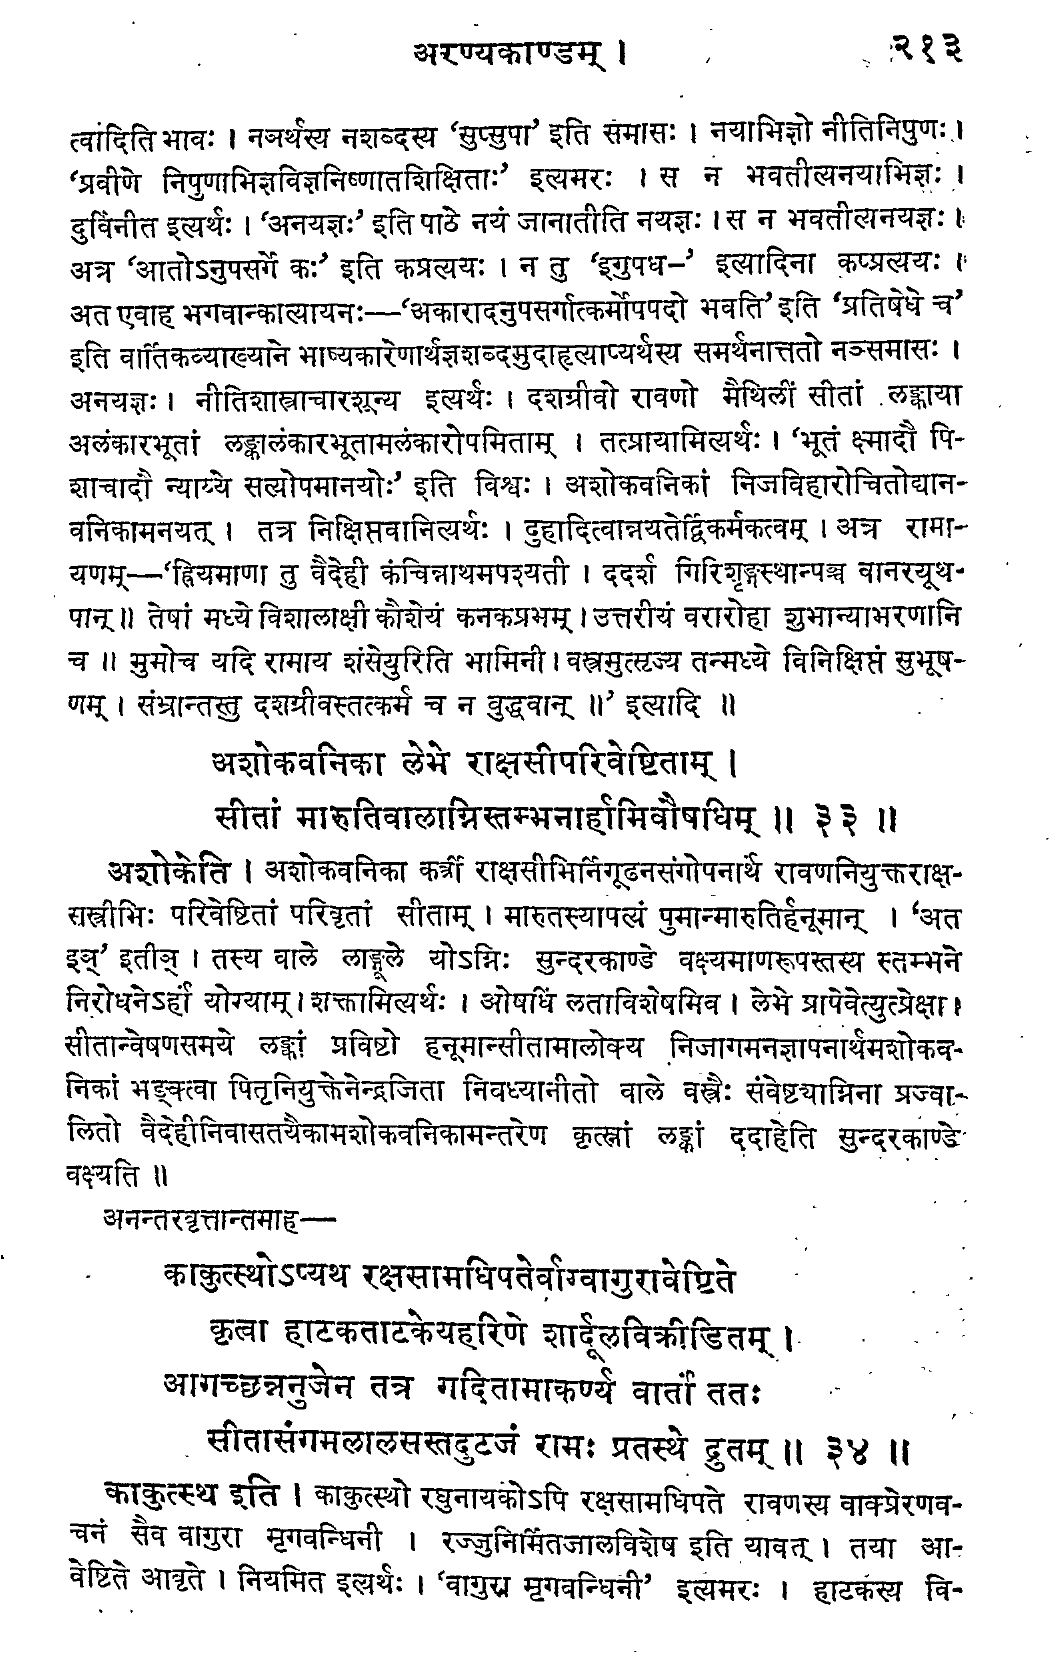 अरण्यकाण्डम् । २१३
त्वादिति भावः । नञर्थस्य नशब्दस्य ‘सुप्सुपा’ इति समासः । नयाभिज्ञो नीतिनिपुणः ।
‘प्रवीणे निपुणाभिज्ञविज्ञनिष्णातशिक्षिताः’ इत्यमरः । स न भवतीत्यनयाभिज्ञः ।
दुर्विनीत इत्यर्थः । ‘अनयज्ञः’ इति पाठे नयं जानातीति नयज्ञः । स न भवतीत्यनयज्ञः ।
अत्र ‘आतोऽनुपसर्गे कः’ इति कप्रत्ययः । न तु ‘इगुपध–’ इत्यादिना कप्प्रत्ययः ।
अत एवाह भगवान्कात्यायनः—‘अकारादनुपसर्गात्कर्मोपपदो भवति’ इति ‘प्रतिषेधे च’
इति वार्तिकव्याख्याने भाष्यकारेणार्थज्ञशब्दमुदाहृत्याप्यर्थस्य समर्थनात्ततो नञ्समासः ।
अनयज्ञः । नीतिशास्त्राचारशून्य इत्यर्थः । दशग्रीवो रावणो मैथिलीं सीतां लङ्काया
अलंकारभूतां लङ्कालंकारभूतामलंकारोपमिताम् । तत्प्रायामित्यर्थः । ‘भूतं क्ष्मादौ पि-
शाचादौ न्याय्ये सत्योपमानयोः’ इति विश्वः । अशोकवनिकां निजविहारोचितोद्यान-
वनिकामनयत् । तत्र निक्षिप्तवानित्यर्थः । दुहादित्वान्नयतेर्द्विकर्मकत्वम् । अत्र रामा-
यणम्—‘ह्रियमाणा तु वैदेही कंचिन्नाथमपश्यती । ददर्श गिरिशृङ्गस्थान्पञ्च वानरयूथ-
पान् ॥ तेषां मध्ये विशालाक्षी कौशेयं कनकप्रभम् । उत्तरीयं वरारोहा शुभान्याभरणानि
च ॥ मुमोच यदि रामाय शंसेयुरिति भामिनी । वस्त्रमुत्सृज्य तन्मध्ये विनिक्षिप्तं सुभूष-
णम् । संभ्रान्तस्तु दशग्रीवस्तत्कर्म च न बुद्धवान् ॥’ इत्यादि ॥
अशोकवनिका लेभे राक्षसीपरिवेष्टिताम् ।
सीतां मारुतिवालाग्निस्तम्भनार्हामिवौषधिम् ॥ ३३ ॥
अशोकेति । अशोकवनिका कर्त्री राक्षसीभिर्निगूढनसंगोपनार्थं रावणनियुक्तराक्ष-
सस्त्रीभिः परिवेष्टितां परिवृतां सीताम् । मारुतस्यापत्यं पुमान्मारुतिर्हनूमान् । ‘अत
इञ्’ इतीञ् । तस्य वाले लाङ्गूले योऽग्निः सुन्दरकाण्डे वक्ष्यमाणरूपस्तस्य स्तम्भने
निरोधनेऽर्हां योग्याम् । शक्तामित्यर्थः । ओषधिं लताविशेषमिव । लेभे प्रापेवेत्युत्प्रेक्षा ।
सीतान्वेषणसमये लङ्कां प्रविष्टो हनूमान्सीतामालोक्य निजागमनज्ञापनार्थमशोकव-
निकां भङ्क्त्वा पितृनियुक्तेनेन्द्रजिता निबध्यानीतो वाले वस्त्रैः संवेष्ट्याग्निना प्रज्वा-
लितो वैदेहीनिवासतयैकामशोकवनिकामन्तरेण कृत्स्नां लङ्कां ददाहेति सुन्दरकाण्डे
वक्ष्यति ॥
अनन्तरवृत्तान्तमाह—
काकुत्स्थोऽप्यथ रक्षसामधिपतेर्वाग्वागुरावेष्टिते
कृत्वा हाटकताटकेयहरिणे शार्दूलविक्रीडितम् ।
आगच्छन्ननुजेन तत्र गदितामाकर्ण्य वार्तां ततः
सीतासंगमलालसस्तदुटजं रामः प्रतस्थे द्रुतम् ॥ ३४ ॥
काकुत्स्थ इति । काकुत्स्थो रघुनायकोऽपि रक्षसामधिपते रावणस्य वाक्प्रेरणव-
चनं सैव वागुरा मृगबन्धिनी । रज्जुनिर्मितजालविशेष इति यावत् । तया आ-
वेष्टिते आवृते । नियमित इत्यर्थः । ‘वागुरा मृगबन्धिनी’ इत्यमरः । हाटकस्य वि-